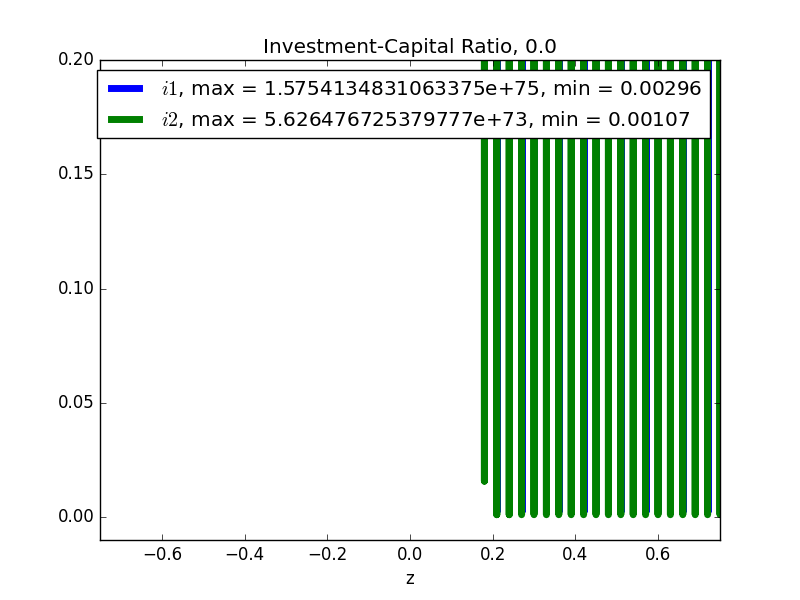 Investment-Capital Ratio, 0.0
i1, max = 1.5754134831063375e+75, min = 0.00296
i2, max = 5.626476725379777e+73, min = 0.00107
0.20
0.15
0.10
0.05
0.00
−0.6 −0.4 −0.2 0.0 0.2 0.4 0.6
z